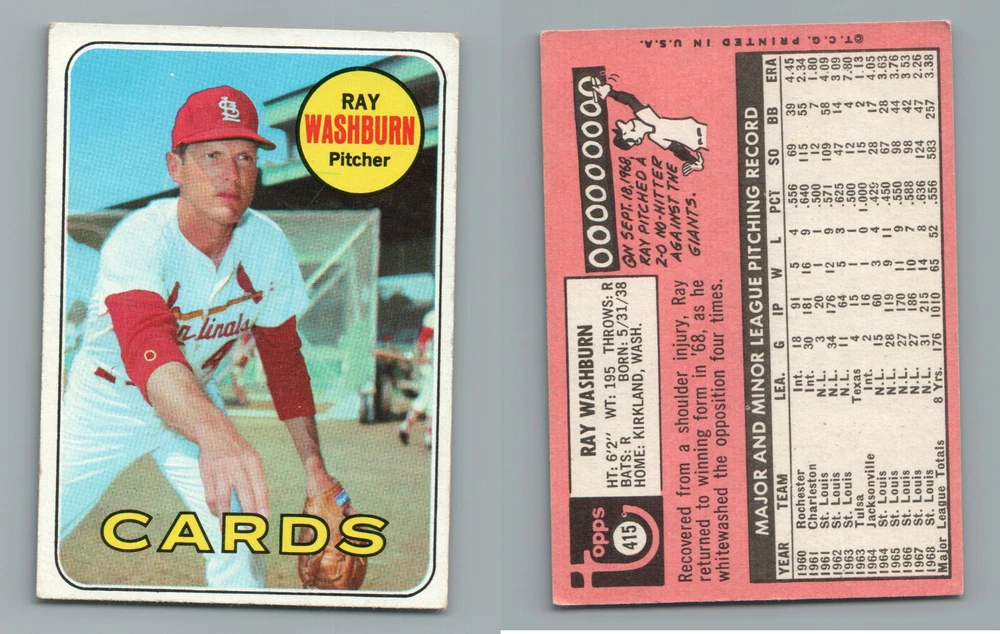 RAY
WASHBURN
Pitcher
St L
Cardinals
4
CARDS
Topps
415
RAY WASHBURN
HT: 6'2" WT: 195 THROWS: R
BATS: R BORN: 5/31/38
HOME: KIRKLAND, WASH.
000000000
ON SEPT. 18, 1968,
RAY PITCHED A
2-0 NO-HITTER
AGAINST THE
GIANTS.
Recovered from a shoulder injury, Ray
returned to winning form in '68, as he
whitewashed the opposition four times.
MAJOR AND MINOR LEAGUE PITCHING RECORD
YEAR TEAM LEA. G IP W L PCT SO BB ERA
1960 Rochester Int. 18 91 5 4 .556 69 39 4.45
1961 Charleston Int. 30 181 16 9 .640 115 55 2.34
1961 St. Louis N.L. 3 20 1 1 .500 12 7 1.80
1962 St. Louis N.L. 34 176 12 9 .571 109 58 4.09
1963 St. Louis N.L. 11 64 5 3 .625 47 14 3.09
1963 Tulsa Texas 4 15 1 1 .500 12 4 7.80
1964 Jacksonville Int. 2 16 1 0 1.000 15 2 1.13
1964 St. Louis N.L. 15 60 3 4 .429 28 17 4.05
1965 St. Louis N.L. 28 119 9 11 .450 67 28 3.63
1966 St. Louis N.L. 27 170 11 9 .550 98 44 3.76
1967 St. Louis N.L. 27 186 10 7 .588 98 42 3.53
1968 St. Louis N.L. 31 215 14 8 .636 124 47 2.26
Major League Totals 8 Yrs. 176 1010 65 52 .556 583 257 3.38
©T.C.G. PRINTED IN U.S.A.